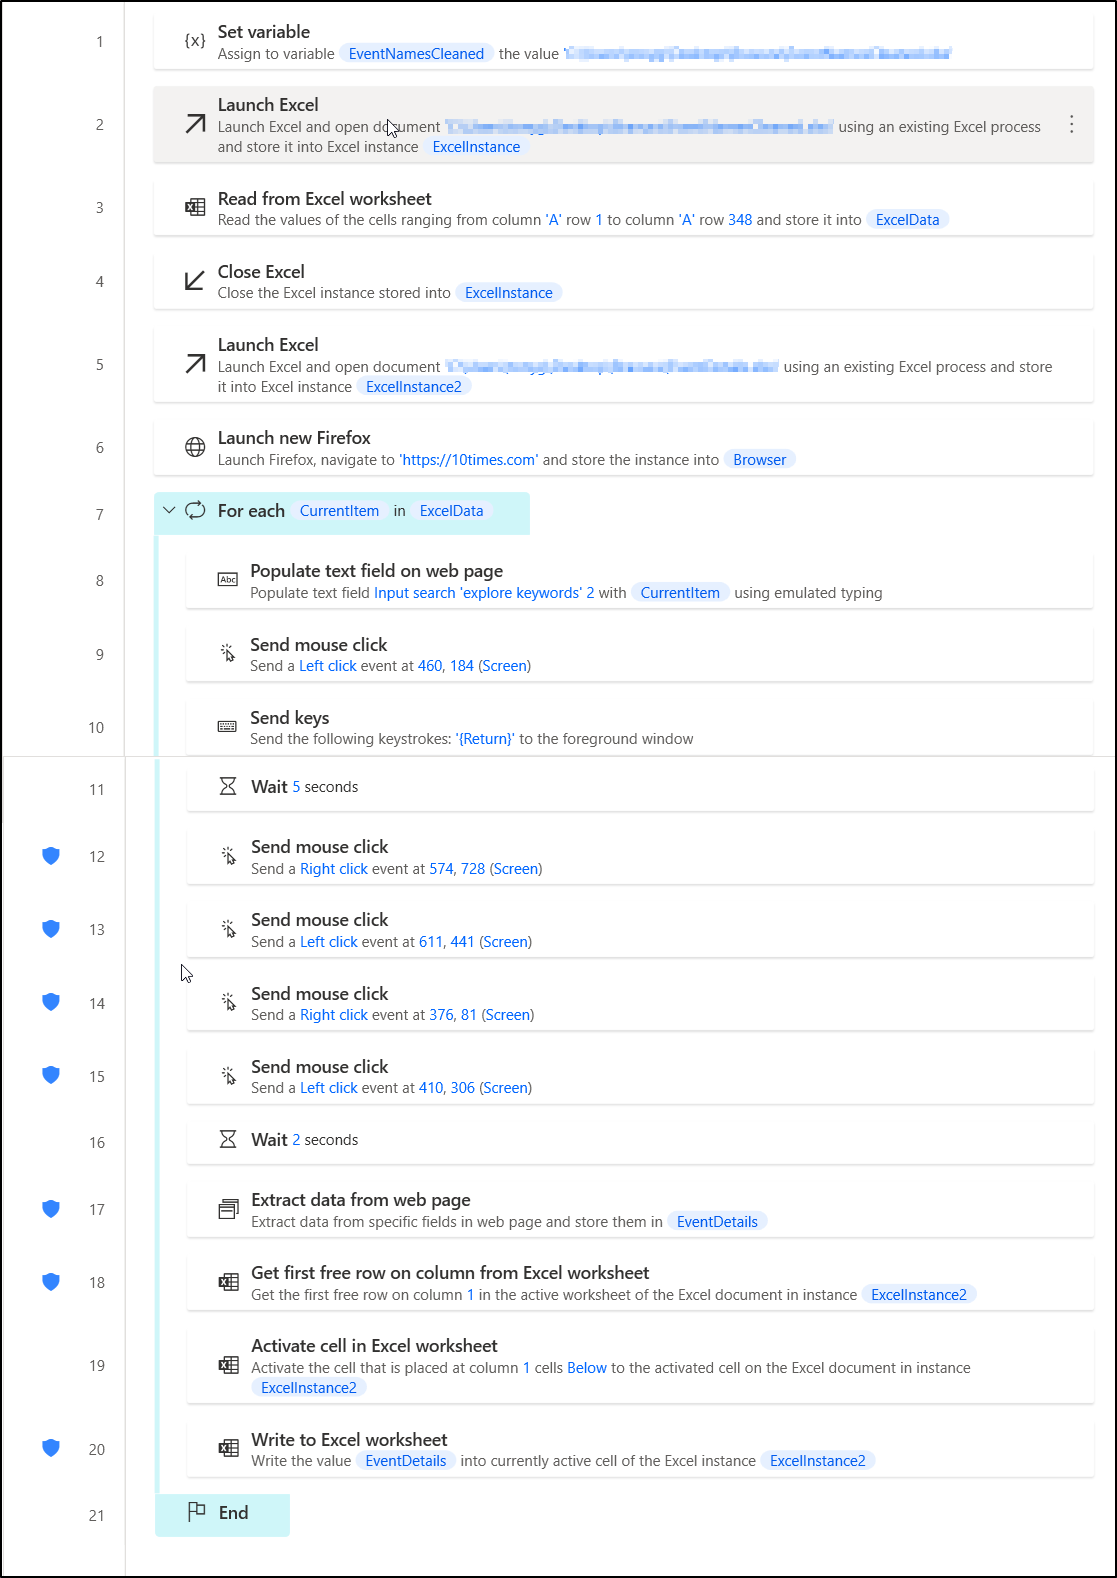 1
{x}
Set variable
Assign to variable EventNamesCleaned the value
2
Launch Excel
Launch Excel and open document using an existing Excel process
and store it into Excel instance ExcelInstance
3
Read from Excel worksheet
Read the values of the cells ranging from column 'A' row 1 to column 'A' row 348 and store it into ExcelData
4
Close Excel
Close the Excel instance stored into ExcelInstance
5
Launch Excel
Launch Excel and open document using an existing Excel process and store
it into Excel instance ExcelInstance2
6
Launch new Firefox
Launch Firefox, navigate to 'https://10times.com' and store the instance into Browser
7
For each CurrentItem in ExcelData
8
Abc
Populate text field on web page
Populate text field Input search 'explore keywords' 2 with CurrentItem using emulated typing
9
Send mouse click
Send a Left click event at 460, 184 (Screen)
10
Send keys
Send the following keystrokes: '{Return}' to the foreground window
11
Wait 5 seconds
12
Send mouse click
Send a Right click event at 574, 728 (Screen)
13
Send mouse click
Send a Left click event at 611, 441 (Screen)
14
Send mouse click
Send a Right click event at 376, 81 (Screen)
15
Send mouse click
Send a Left click event at 410, 306 (Screen)
16
Wait 2 seconds
17
Extract data from web page
Extract data from specific fields in web page and store them in EventDetails
18
Get first free row on column from Excel worksheet
Get the first free row on column 1 in the active worksheet of the Excel document in instance ExcelInstance2
19
Activate cell in Excel worksheet
Activate the cell that is placed at column 1 cells Below to the activated cell on the Excel document in instance
ExcelInstance2
20
Write to Excel worksheet
Write the value EventDetails into currently active cell of the Excel instance ExcelInstance2
21
End